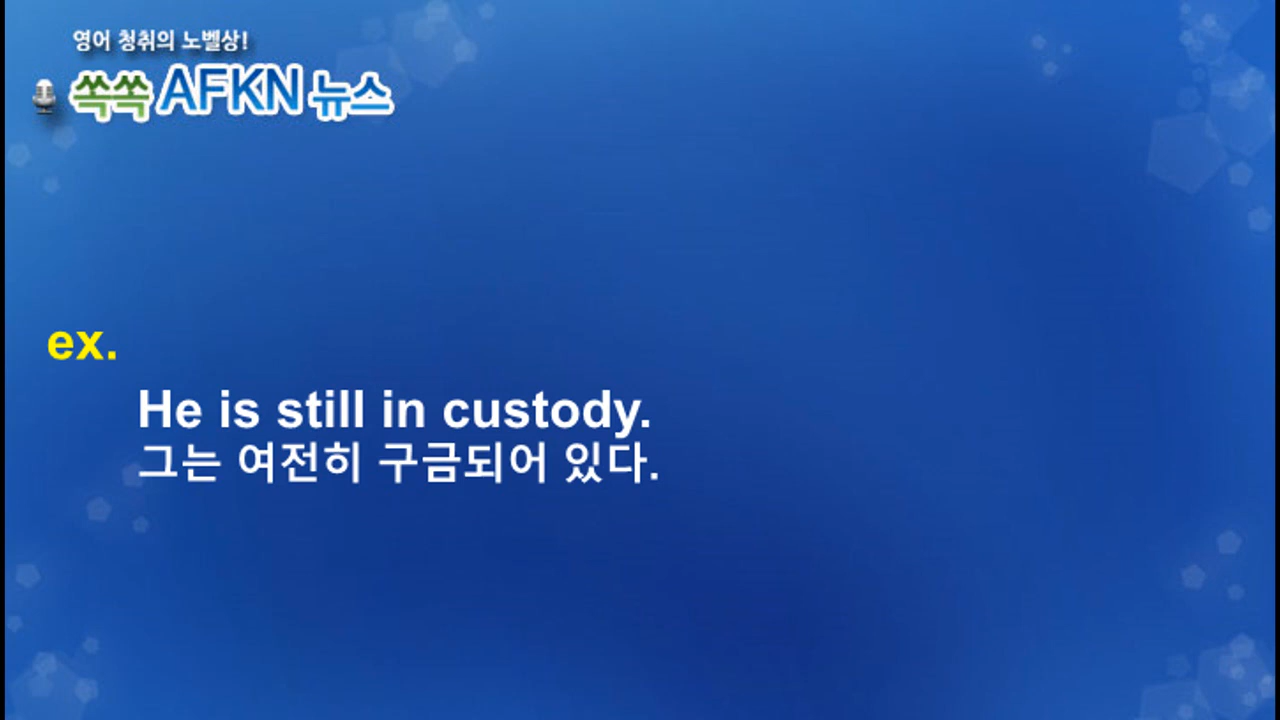 영어 청취의 노벨상!
쏙쏙 AFKN 뉴스
ex.
He is still in custody.
그는 여전히 구금되어 있다.